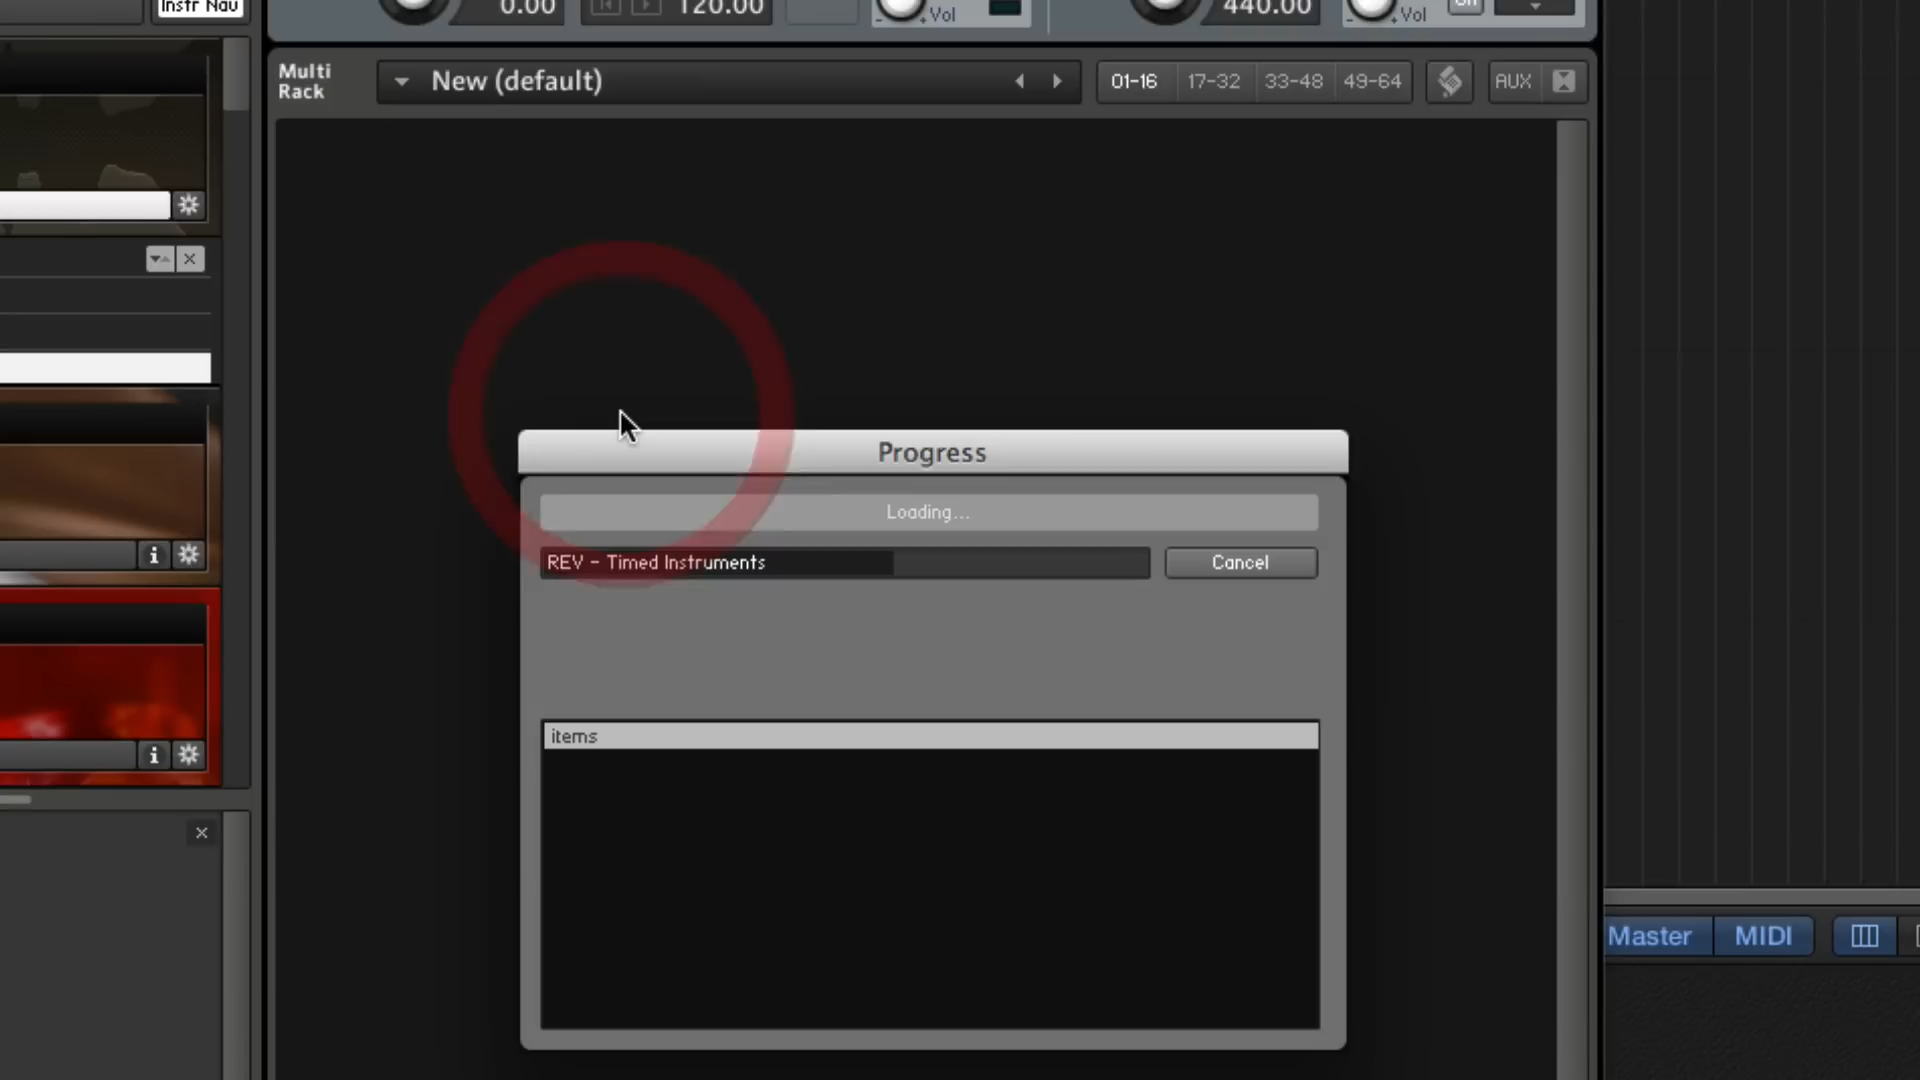 Instr Nav
0.00
120.00
Vol
440.00
Vol
On
Multi
Rack
New (default)
01-16
17-32
33-48
49-64
AUX
Progress
Loading...
REV - Timed Instruments
Cancel
items
Master
MIDI